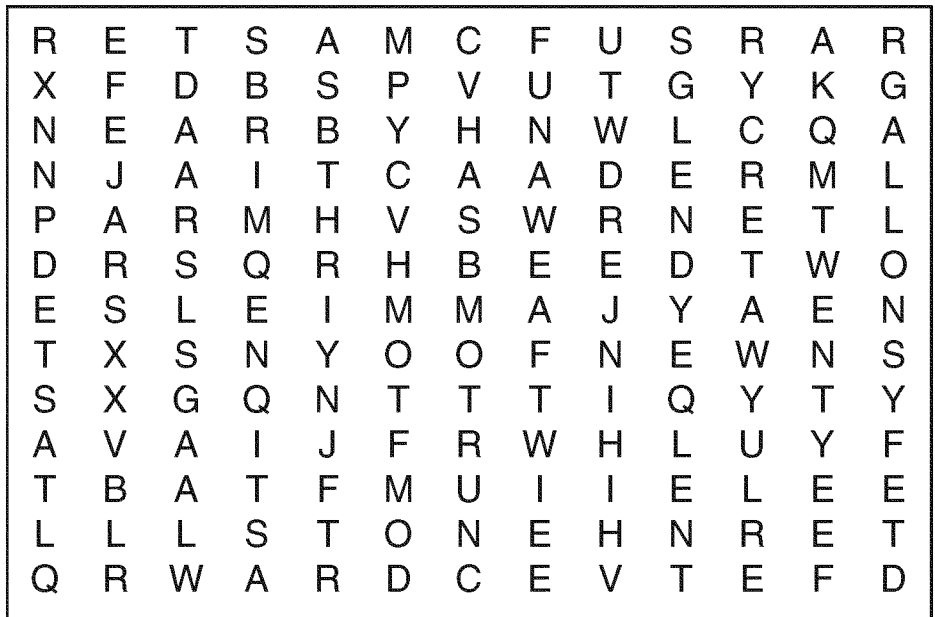 R E T S A M C F U S R A R
X F D B S P V U T G Y K G
N E A R B Y H N W L C Q A
N J A I T C A A D E R M L
P A R M H V S W R N E T L
D R S Q R H B E E D T W O
E S L E I M M A J Y A E N
T X S N Y O O F N E W N S
S X G Q N T T T I Q Y T Y
A V A I J F R W H L U Y F
T B A T F M U I I E L E E
L L L S T O N E H N R E T
Q R W A R D C E V T E F D